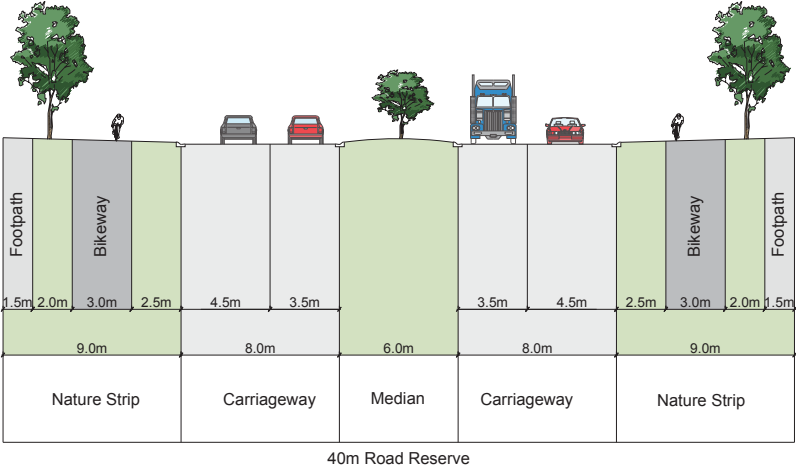 Footpath
Bikeway
Bikeway
Footpath
1.5m 2.0m 3.0m 2.5m 4.5m 3.5m 3.5m 4.5m 2.5m 3.0m 2.0m 1.5m
9.0m 8.0m 6.0m 8.0m 9.0m
Nature Strip Carriageway Median Carriageway Nature Strip
40m Road Reserve